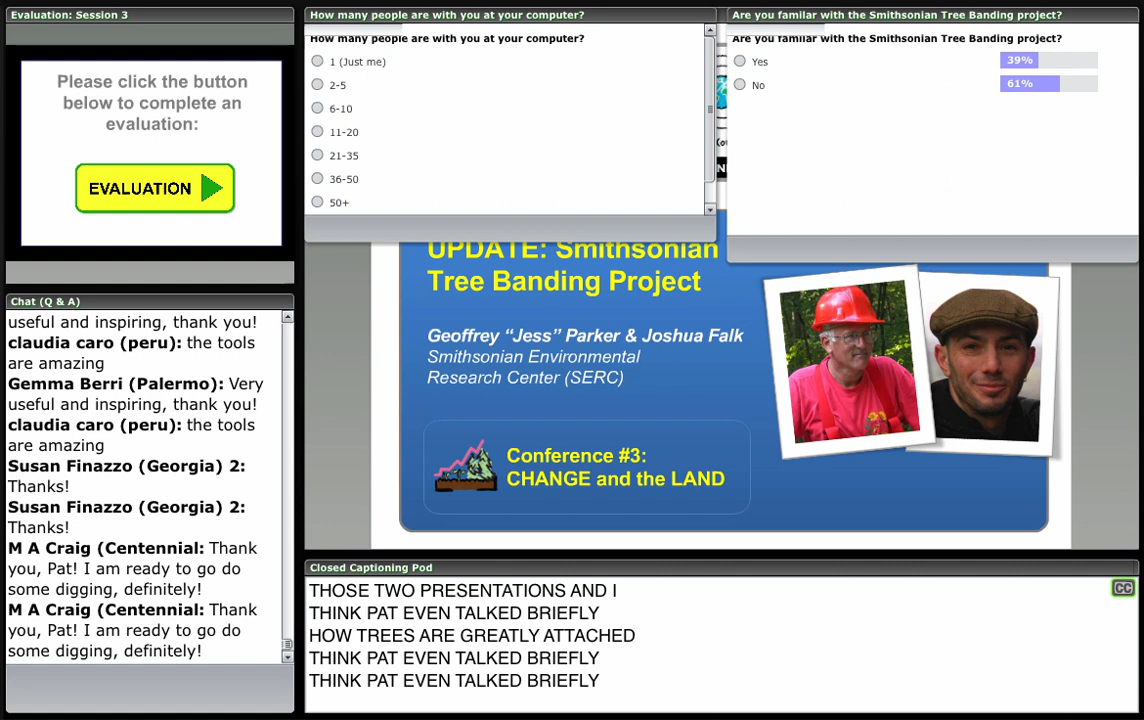 Evaluation: Session 3
Please click the button
below to complete an
evaluation:
EVALUATION
How many people are with you at your computer?
How many people are with you at your computer?
1 (Just me)
2-5
6-10
11-20
21-35
36-50
50+
Are you familar with the Smithsonian Tree Banding project?
Are you familar with the Smithsonian Tree Banding project?
Yes
39%
No
61%
UPDATE: Smithsonian
Tree Banding Project
Geoffrey “Jess” Parker & Joshua Falk
Smithsonian Environmental
Research Center (SERC)
Conference #3:
CHANGE and the LAND
Chat (Q & A)
useful and inspiring, thank you!
claudia caro (peru): the tools
are amazing
Gemma Berri (Palermo): Very
useful and inspiring, thank you!
claudia caro (peru): the tools
are amazing
Susan Finazzo (Georgia) 2:
Thanks!
Susan Finazzo (Georgia) 2:
Thanks!
M A Craig (Centennial: Thank
you, Pat! I am ready to go do
some digging, definitely!
M A Craig (Centennial: Thank
you, Pat! I am ready to go do
some digging, definitely!
Closed Captioning Pod
CC
THOSE TWO PRESENTATIONS AND I
THINK PAT EVEN TALKED BRIEFLY
HOW TREES ARE GREATLY ATTACHED
THINK PAT EVEN TALKED BRIEFLY
THINK PAT EVEN TALKED BRIEFLY